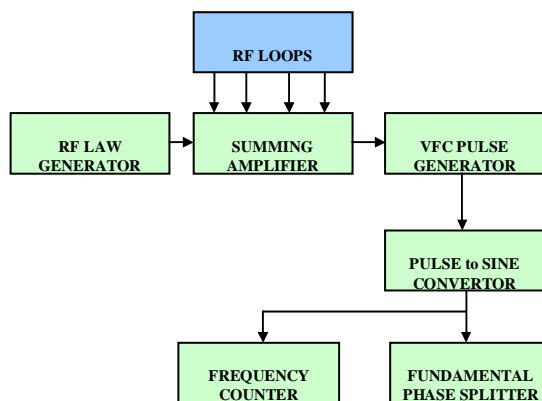 RF LOOPS
RF LAW
GENERATOR
SUMMING
AMPLIFIER
VFC PULSE
GENERATOR
PULSE to SINE
CONVERTOR
FREQUENCY
COUNTER
FUNDAMENTAL
PHASE SPLITTER